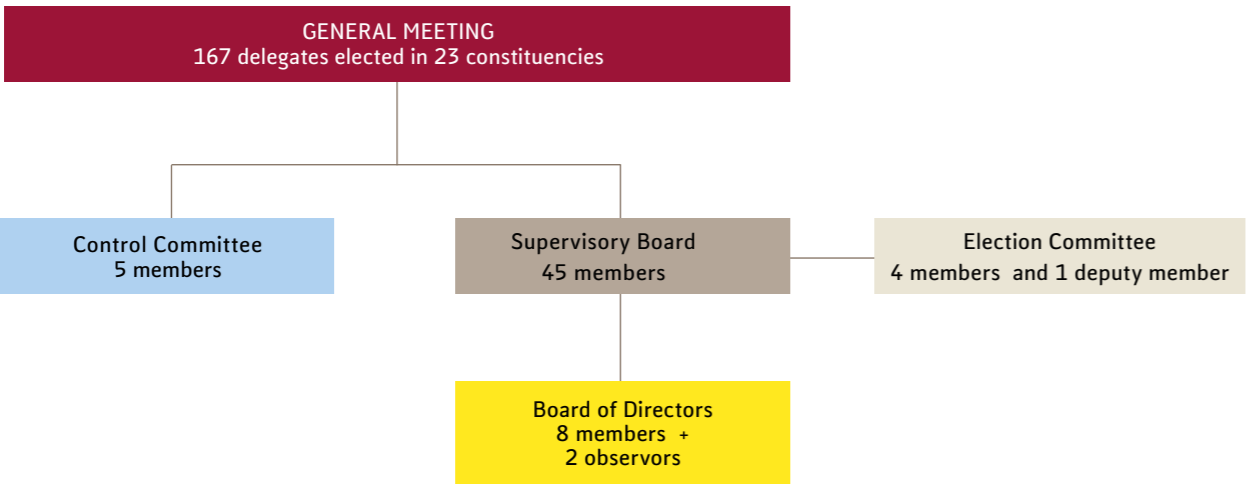 GENERAL MEETING
167 delegates elected in 23 constituencies
Control Committee
5 members
Supervisory Board
45 members
Election Committee
4 members and 1 deputy member
Board of Directors
8 members +
2 observors